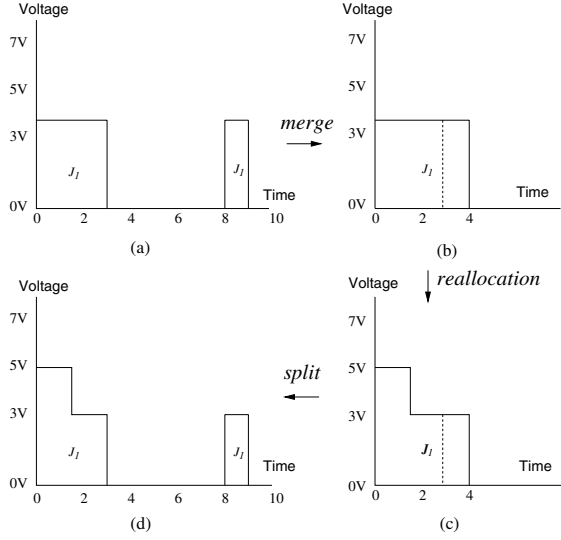 Voltage
7V
5V
3V
0V
J1
J1
Time
0 2 4 6 8 10
(a)
merge
Voltage
7V
5V
3V
0V
J1
Time
0 2 4
(b)
reallocation
Voltage
7V
5V
3V
0V
J1
J1
Time
0 2 4 6 8 10
(d)
split
Voltage
7V
5V
3V
0V
J1
Time
0 2 4
(c)